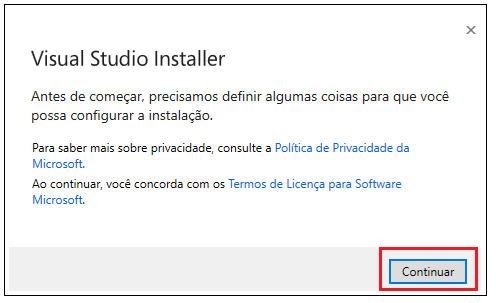 Visual Studio Installer
Antes de começar, precisamos definir algumas coisas para que você
possa configurar a instalação.
Para saber mais sobre privacidade, consulte a Política de Privacidade da
Microsoft.
Ao continuar, você concorda com os Termos de Licença para Software
Microsoft.
Continuar